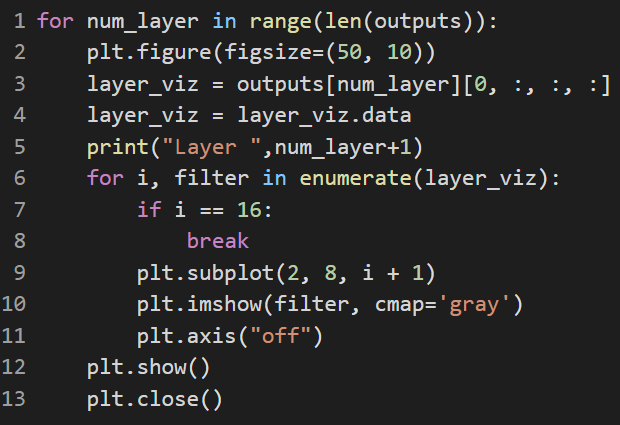 1 for num_layer in range(len(outputs)):
2     plt.figure(figsize=(50, 10))
3     layer_viz = outputs[num_layer][0, :, :, :]
4     layer_viz = layer_viz.data
5     print("Layer ",num_layer+1)
6     for i, filter in enumerate(layer_viz):
7         if i == 16:
8             break
9         plt.subplot(2, 8, i + 1)
10         plt.imshow(filter, cmap='gray')
11         plt.axis("off")
12     plt.show()
13     plt.close()